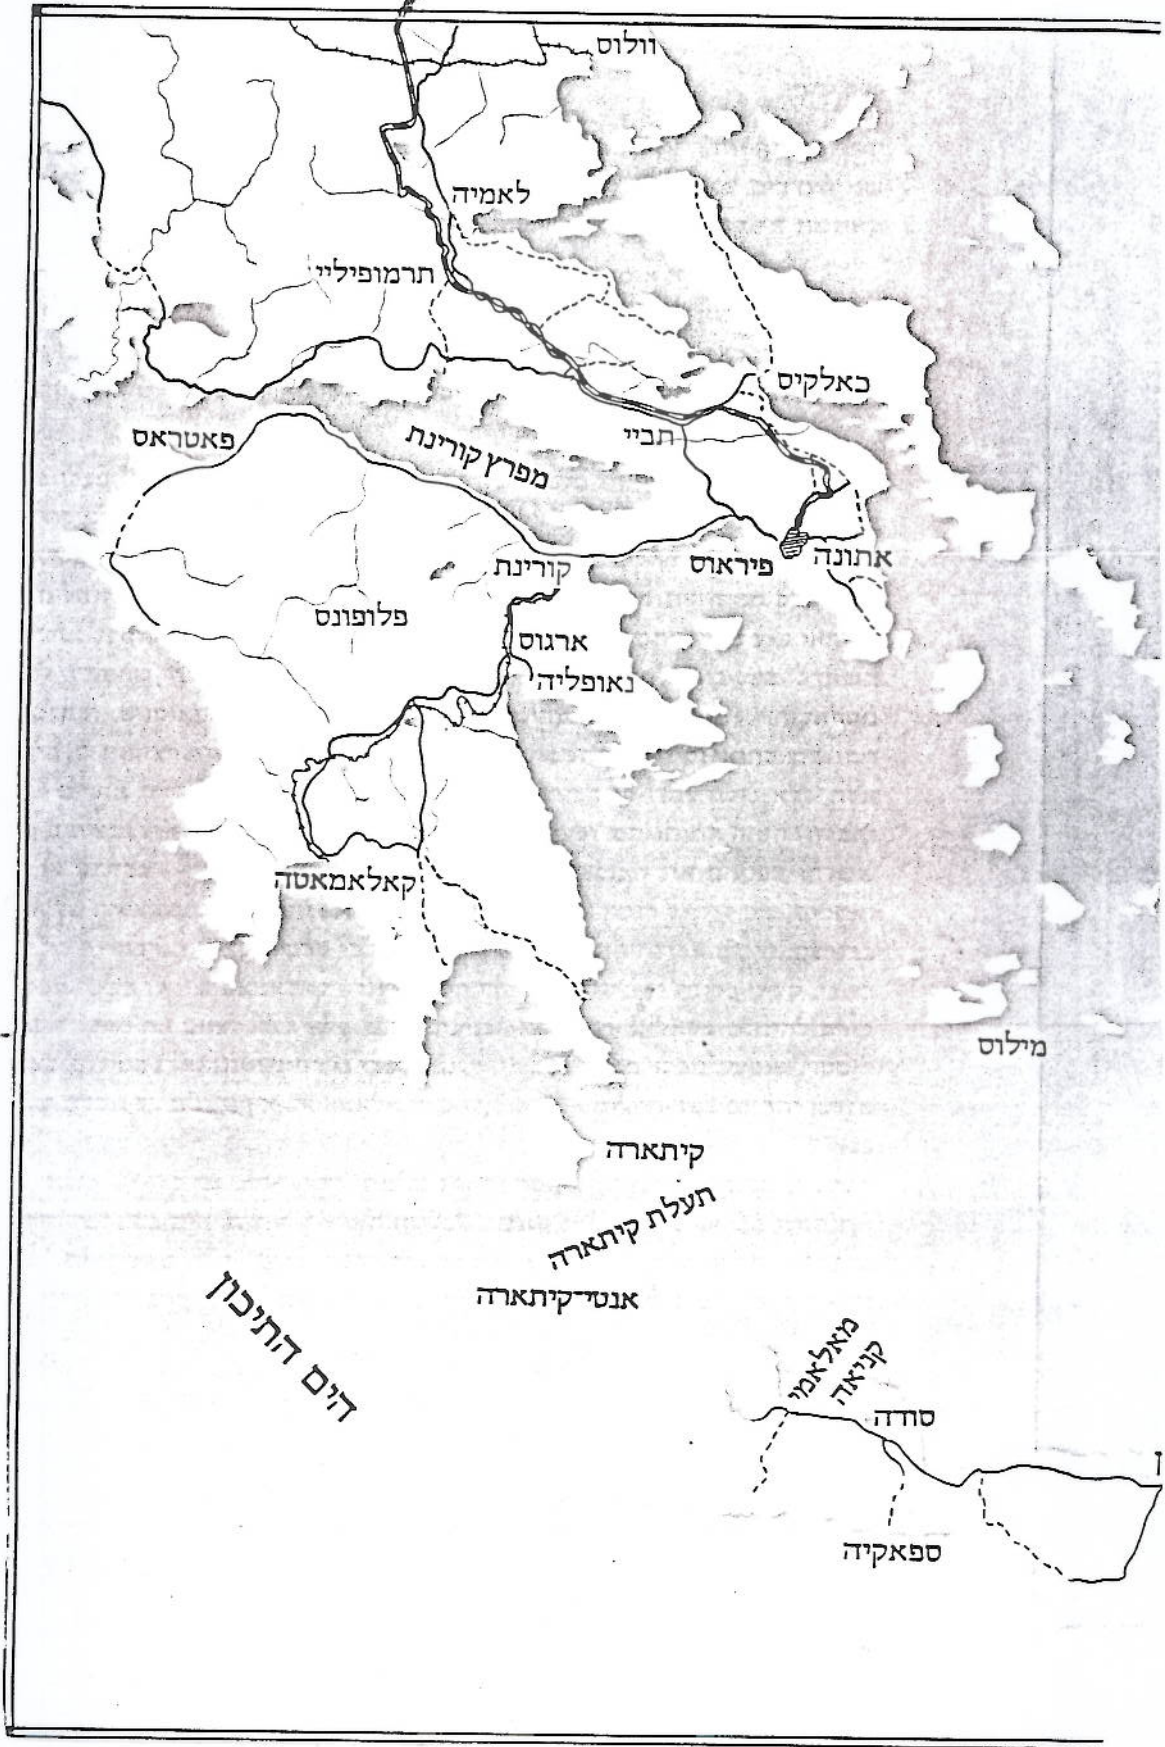 וולוס
לאמיה
תרמופיליי
כאלקיס
פאטראס
מפרץ קורינת
תביי
קורינת
פיראוס
אתונה
פלופונס
ארגוס
נאופליה
קאלאמאטה
מילוס
קיתארה
תעלת קיתארה
אנטי־קיתארה
הים התיכון
מאלאמי
קניאה
סודה
ספאקיה